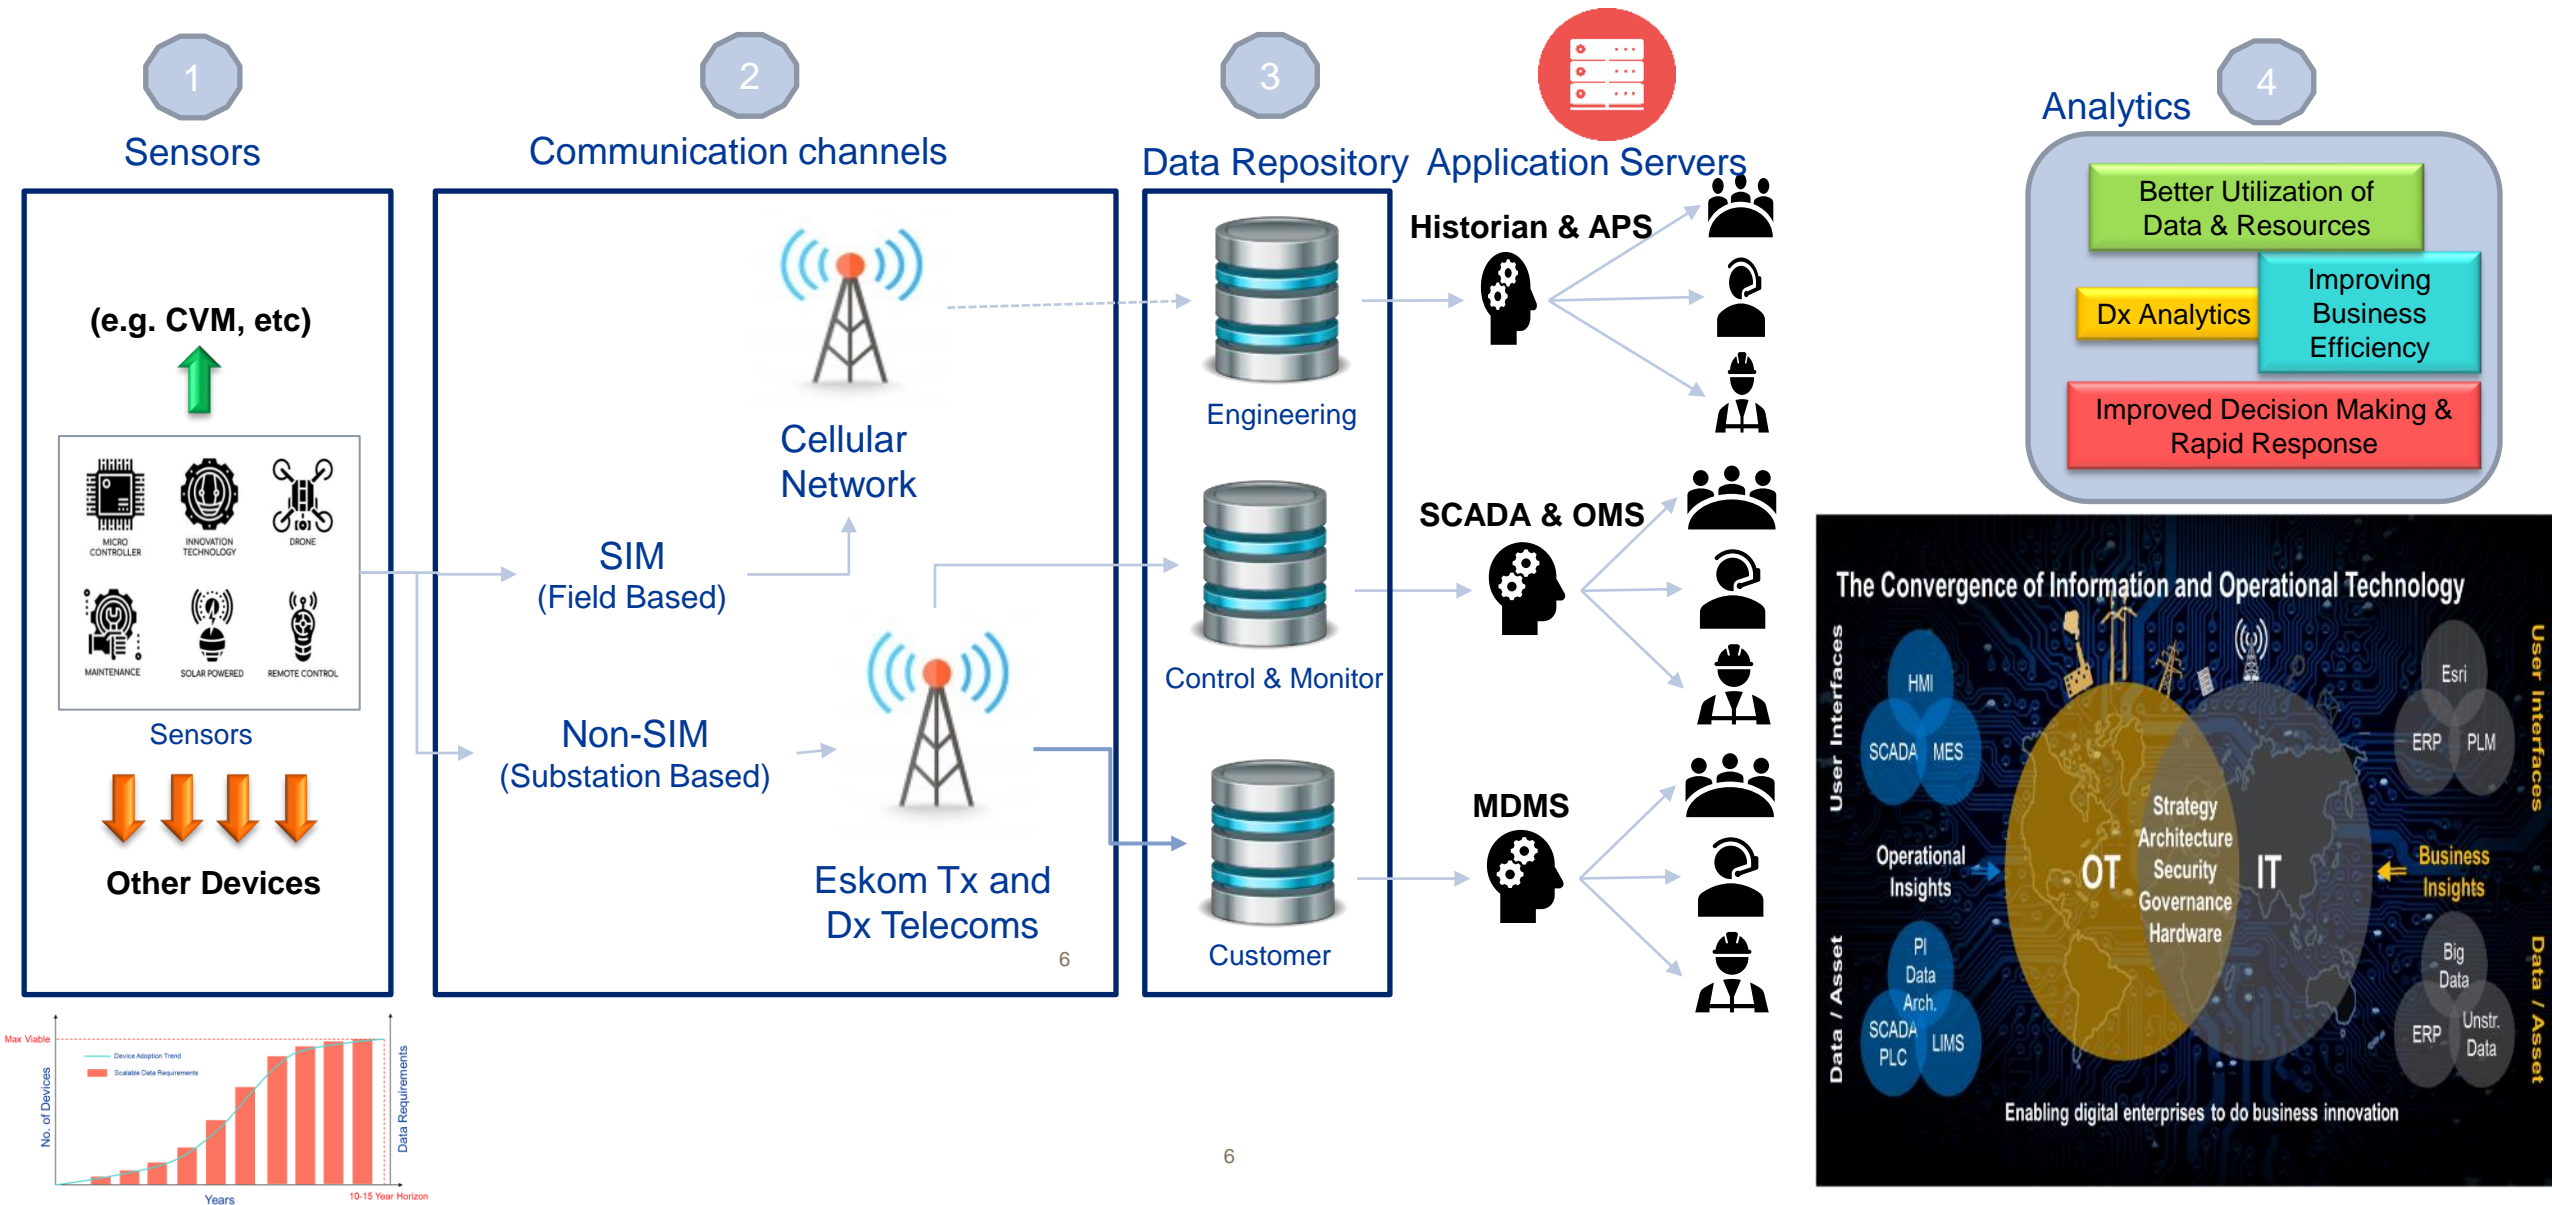 1
Sensors
(e.g. CVM, etc)
MICRO
CONTROLLER
INNOVATION
TECHNOLOGY
DRONE
MAINTENANCE
SOLAR POWERED
REMOTE CONTROL
Sensors
Other Devices
Max Viable
Device Adoption Trend
Scalable Data Requirements
No. of Devices
Data Requirements
Years
10-15 Year Horizon
2
Communication channels
Cellular
Network
SIM
(Field Based)
Non-SIM
(Substation Based)
Eskom Tx and
Dx Telecoms
6
3
Data Repository
Engineering
Control & Monitor
Customer
6
Application Servers
Historian & APS
SCADA & OMS
MDMS
4
Analytics
Better Utilization of
Data & Resources
Dx Analytics
Improving
Business
Efficiency
Improved Decision Making &
Rapid Response
The Convergence of Information and Operational Technology
User Interfaces
HMI
SCADA
MES
Operational
Insights
Data / Asset
PI
Data
Arch.
SCADA
PLC
LIMS
OT
Strategy
Architecture
Security
Governance
Hardware
IT
Esri
ERP
PLM
User Interfaces
Business
Insights
Big
Data
ERP
Unstr.
Data
Data / Asset
Enabling digital enterprises to do business innovation